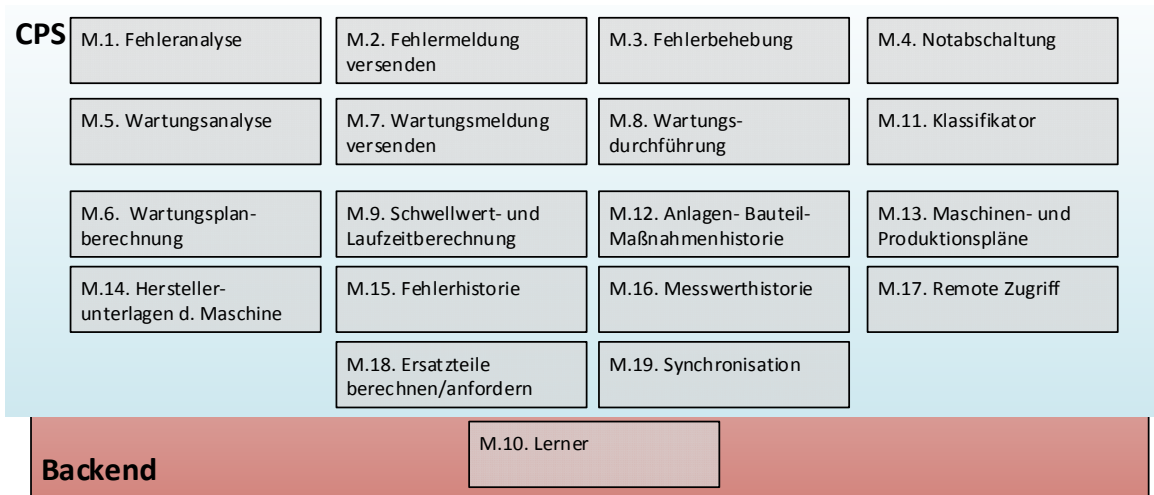 CPS
M.1. Fehleranalyse
M.2. Fehlermeldung
versenden
M.3. Fehlerbehebung
M.4. Notabschaltung
M.5. Wartungsanalyse
M.7. Wartungsmeldung
versenden
M.8. Wartungs-
durchführung
M.11. Klassifikator
M.6. Wartungsplan-
berechnung
M.9. Schwellwert- und
Laufzeitberechnung
M.12. Anlagen- Bauteil-
Maßnahmenhistorie
M.13. Maschinen- und
Produktionspläne
M.14. Hersteller-
unterlagen d. Maschine
M.15. Fehlerhistorie
M.16. Messwerthistorie
M.17. Remote Zugriff
M.18. Ersatzteile
berechnen/anfordern
M.19. Synchronisation
M.10. Lerner
Backend